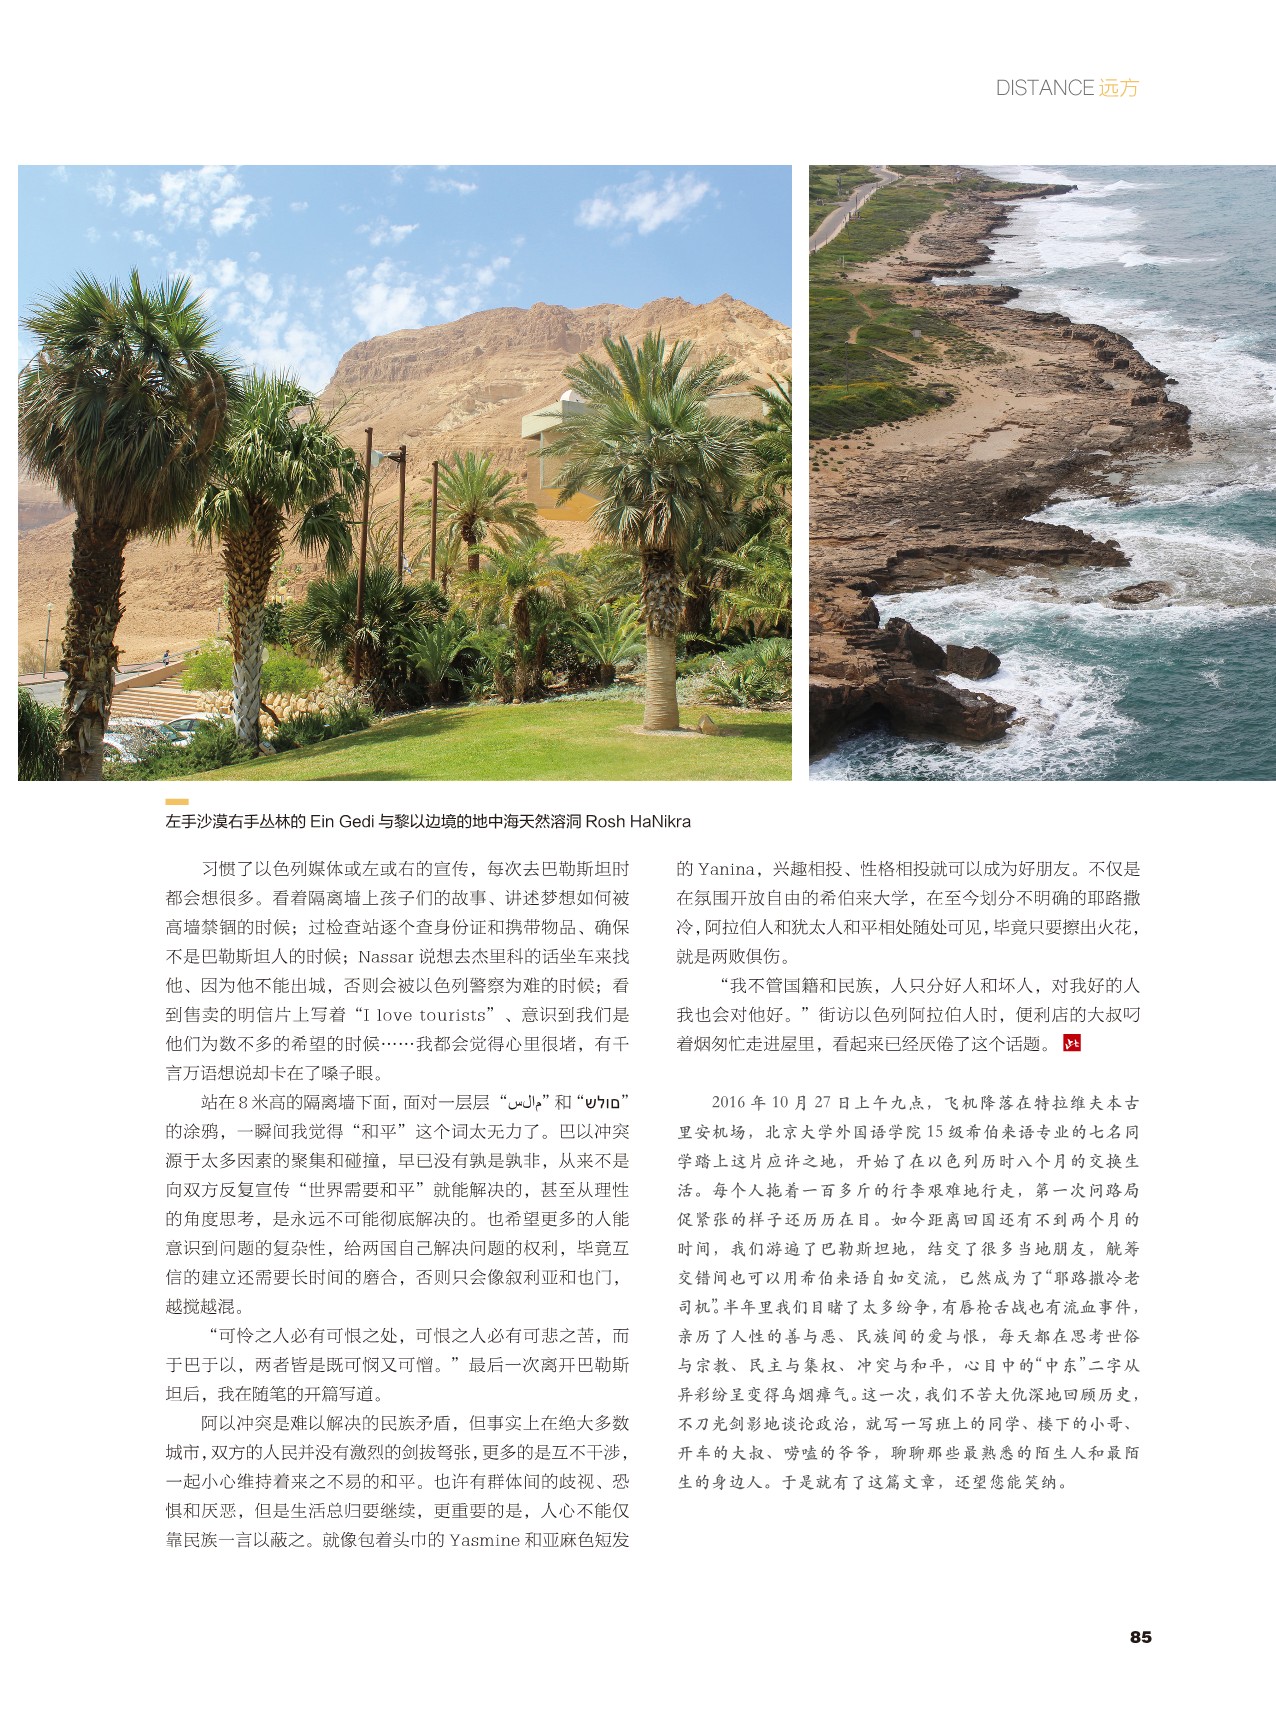 DISTANCE 远方
左手沙漠右手丛林的 Ein Gedi 与黎以边境的地中海天然溶洞 Rosh HaNikra
习惯了以色列媒体或左或右的宣传，每次去巴勒斯坦时
都会想很多。看着隔离墙上孩子们的故事、讲述梦想如何被
高墙禁锢的时候；过检查站逐个查身份证和携带物品、确保
不是巴勒斯坦人的时候；Nassar 说想去杰里科的话坐车来找
他、因为他不能出城，否则会被以色列警察为难的时候；看
到售卖的明信片上写着“I love tourists”、意识到我们是
他们为数不多的希望的时候……我都会觉得心里很堵，有千
言万语想说却卡在了嗓子眼。
站在 8 米高的隔离墙下面，面对一层层“سلام”和“שלום”
的涂鸦，一瞬间我觉得“和平”这个词太无力了。巴以冲突
源于太多因素的聚集和碰撞，早已没有孰是孰非，从来不是
向双方反复宣传“世界需要和平”就能解决的，甚至从理性
的角度思考，是永远不可能彻底解决的。也希望更多的人能
意识到问题的复杂性，给两国自己解决问题的权利，毕竟互
信的建立还需要长时间的磨合，否则只会像叙利亚和也门，
越搅越混。
“可怜之人必有可恨之处，可恨之人必有可悲之苦，而
于巴于以，两者皆是既可悯又可憎。”最后一次离开巴勒斯
坦后，我在随笔的开篇写道。
阿以冲突是难以解决的民族矛盾，但事实上在绝大多数
城市，双方的人民并没有激烈的剑拔弩张，更多的是互不干涉，
一起小心维持着来之不易的和平。也许有群体间的歧视、恐
惧和厌恶，但是生活总归要继续，更重要的是，人心不能仅
靠民族一言以蔽之。就像包着头巾的 Yasmine 和亚麻色短发
的 Yanina，兴趣相投、性格相投就可以成为好朋友。不仅是
在氛围开放自由的希伯来大学，在至今划分不明确的耶路撒
冷，阿拉伯人和犹太人和平相处随处可见，毕竟只要擦出火花，
就是两败俱伤。
“我不管国籍和民族，人只分好人和坏人，对我好的人
我也会对他好。”街访以色列阿拉伯人时，便利店的大叔叼
着烟匆忙走进屋里，看起来已经厌倦了这个话题。
2016 年 10 月 27 日上午九点，飞机降落在特拉维夫本古
里安机场，北京大学外国语学院 15 级希伯来语专业的七名同
学踏上这片应许之地，开始了在以色列历时八个月的交换生
活。每个人拖着一百多斤的行李艰难地行走，第一次问路局
促紧张的样子还历历在目。如今距离回国还有不到两个月的
时间，我们游遍了巴勒斯坦地，结交了很多当地朋友，觥筹
交错间也可以用希伯来语自如交流，已然成为了“耶路撒冷老
司机”。半年里我们目睹了太多纷争，有唇枪舌战也有流血事件，
亲历了人性的善与恶、民族间的爱与恨，每天都在思考世俗
与宗教、民主与集权、冲突与和平，心目中的“中东”二字从
异彩纷呈变得乌烟瘴气。这一次，我们不苦大仇深地回顾历史，
不刀光剑影地谈论政治，就写一写班上的同学、楼下的小哥、
开车的大叔、唠嗑的爷爷，聊聊那些最熟悉的陌生人和最陌
生的身边人。于是就有了这篇文章，还望您能笑纳。
85